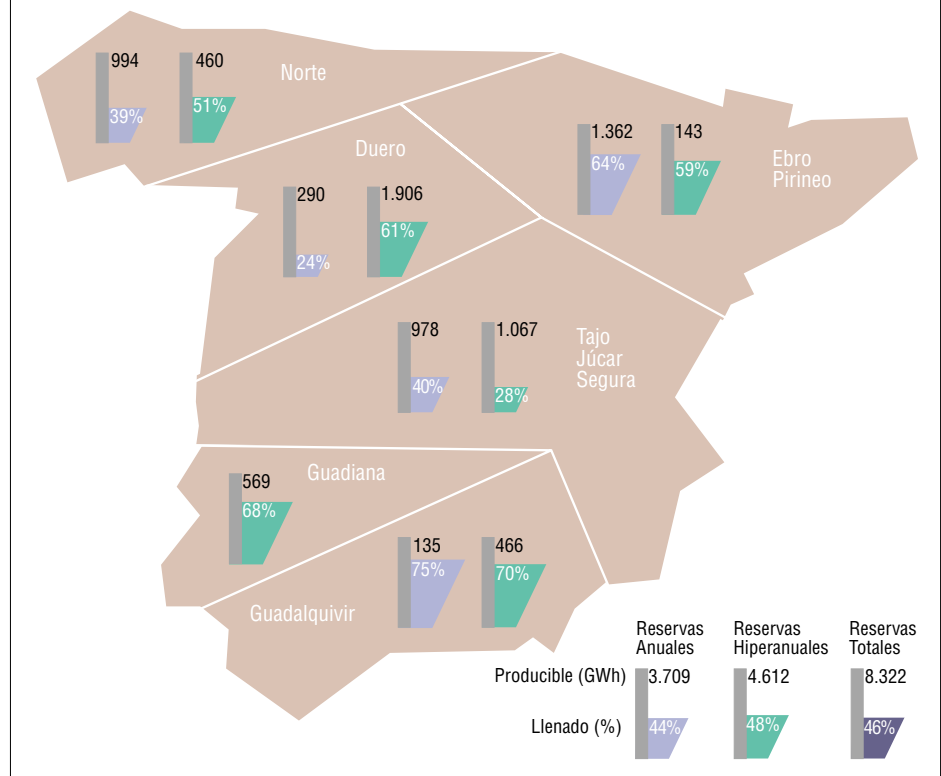 994
460
Norte
39%
51%
Duero
290
1.906
24%
61%
1.362
143
64%
59%
Ebro
Pirineo
978
1.067
40%
28%
Tajo
Júcar
Segura
Guadiana
569
68%
135
466
75%
70%
Guadalquivir
Reservas
Anuales
Reservas
Hiperanuales
Reservas
Totales
Producible (GWh)
3.709
4.612
8.322
Llenado (%)
44%
48%
46%